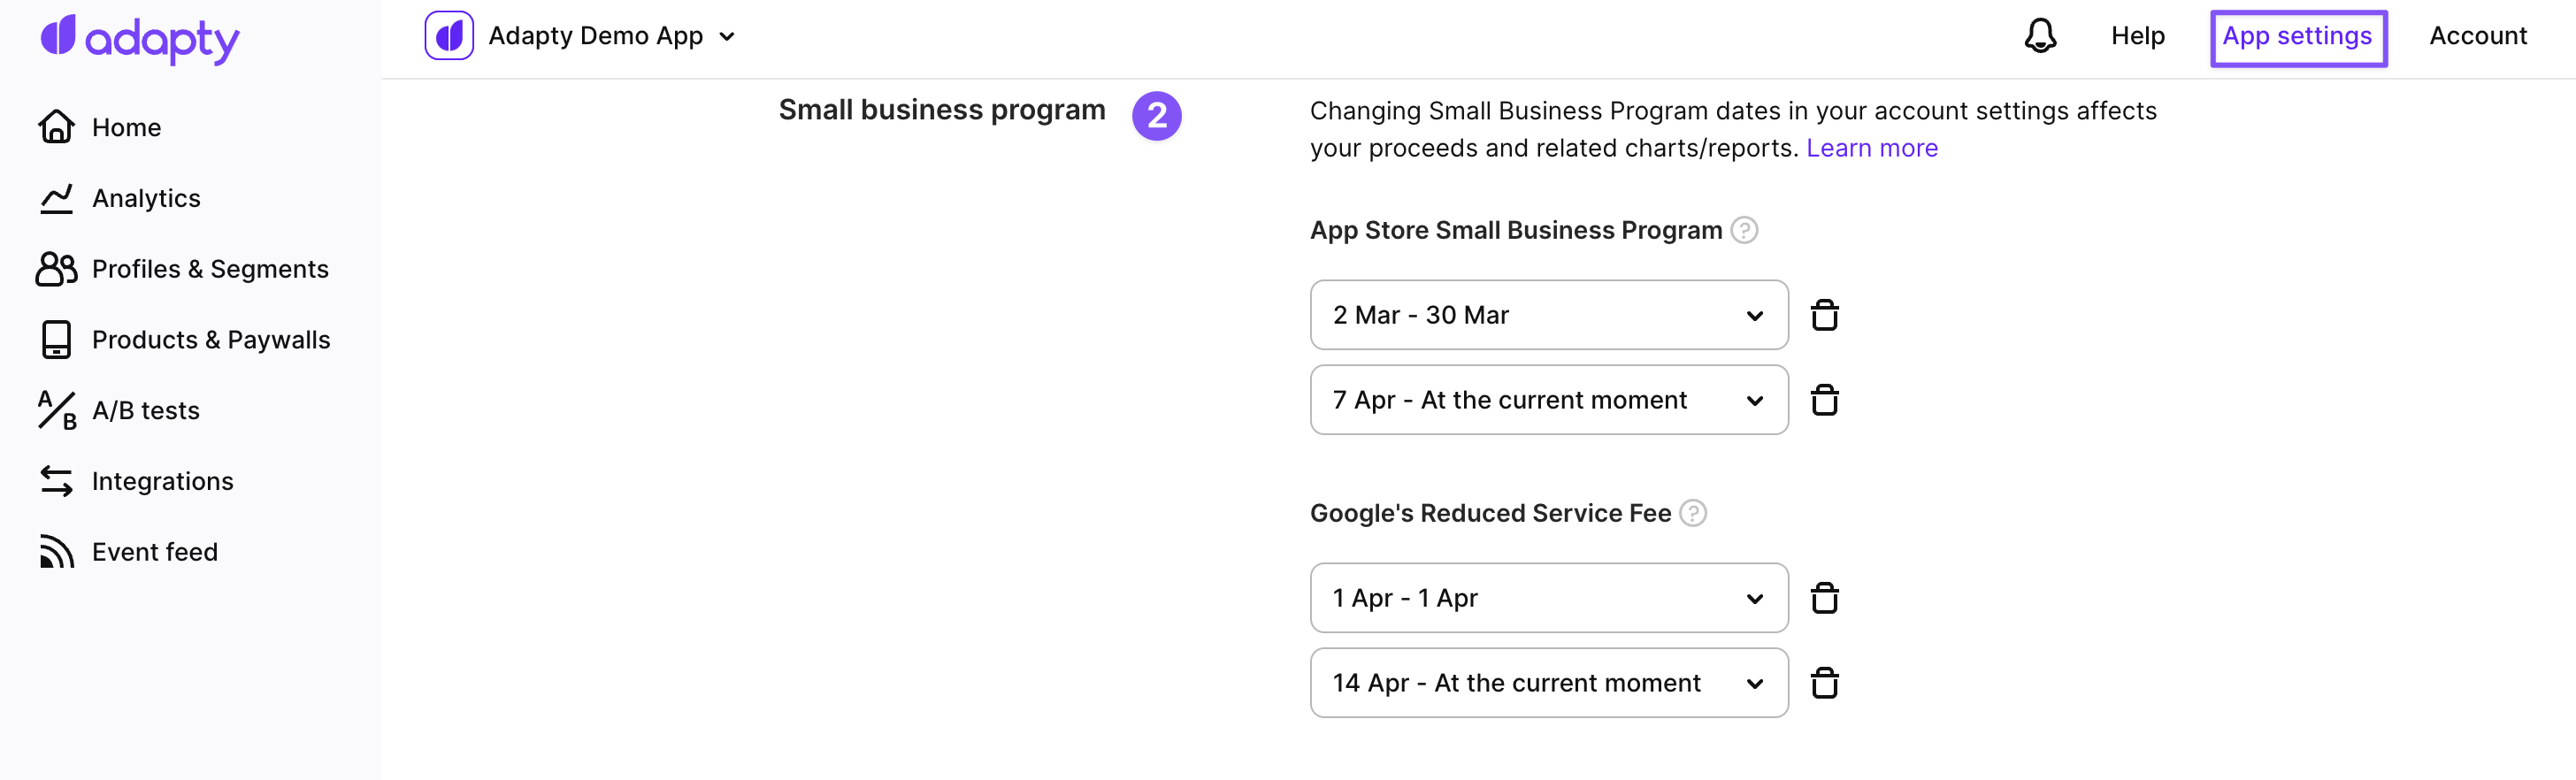 adapty
Adapty Demo App
Help
App settings
Account
Home
Analytics
Profiles & Segments
Products & Paywalls
A/B tests
Integrations
Event feed
Small business program
2
Changing Small Business Program dates in your account settings affects
your proceeds and related charts/reports. Learn more
App Store Small Business Program ?
2 Mar - 30 Mar
7 Apr - At the current moment
Google's Reduced Service Fee ?
1 Apr - 1 Apr
14 Apr - At the current moment